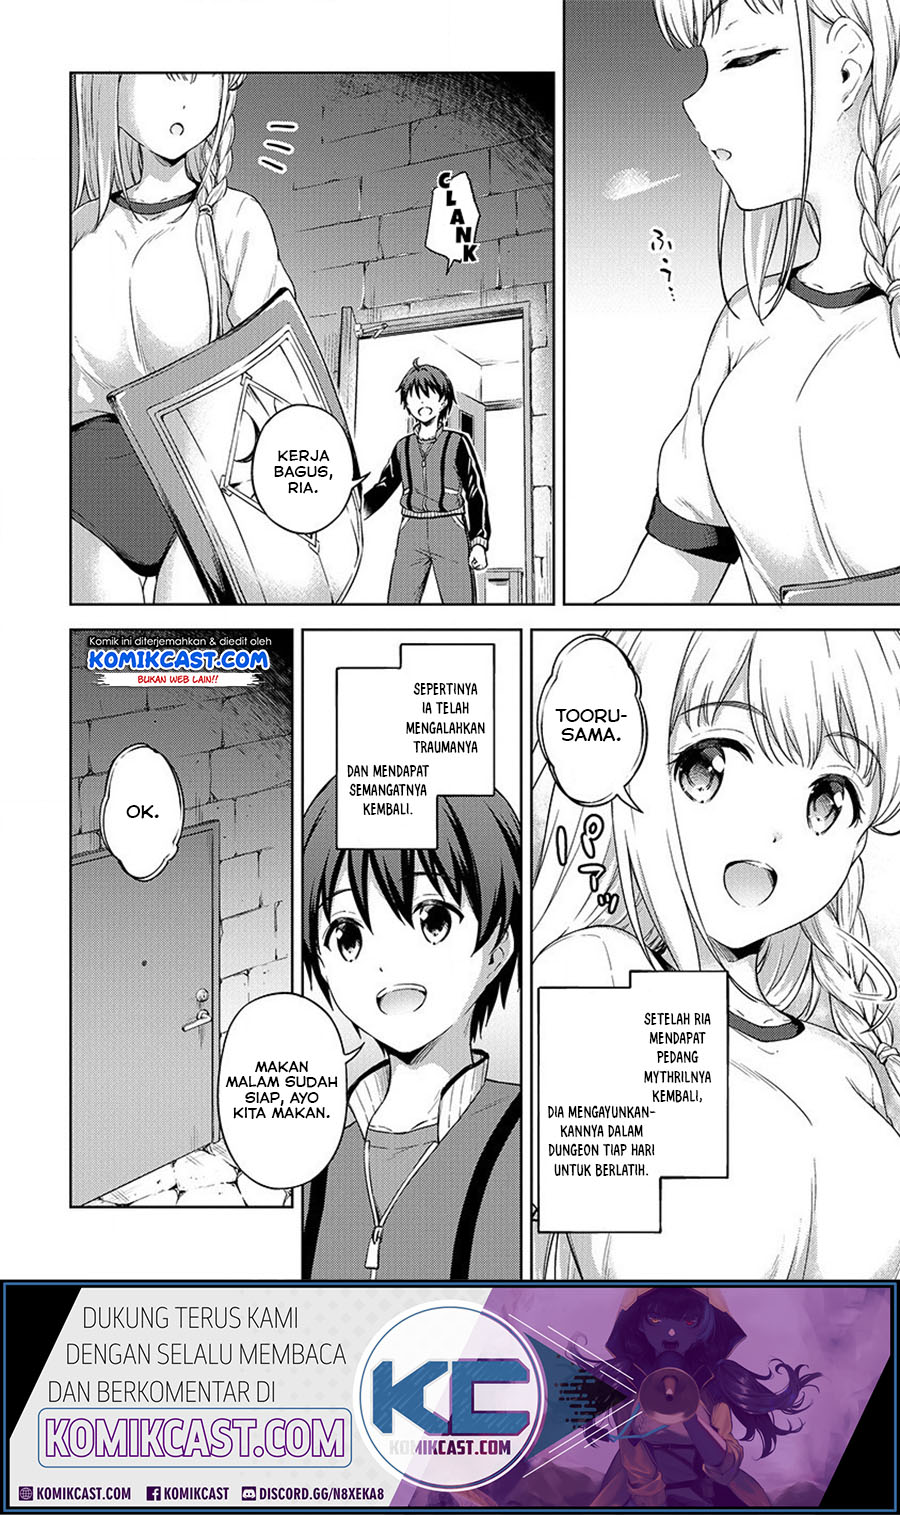 ふぅ
CLANK
KERJA
BAGUS,
RIA.
TOORU-
SAMA.
パァッ
SETELAH RIA
MENDAPAT
PEDANG
MYTHRILNYA
KEMBALI,
DIA MENGAYUNKAN-
KANNYA DALAM
DUNGEON TIAP HARI
UNTUK BERLATIH.
SEPERTINYA
IA TELAH
MENGALAHKAN
TRAUMANYA
DAN MENDAPAT
SEMANGATNYA
KEMBALI.
MAKAN
MALAM SUDAH
SIAP, AYO
KITA MAKAN.
Komik ini diterjemahkan & diedit oleh
KOMIKCAST.COM
BUKAN WEB LAIN!!
OK.
DUKUNG TERUS KAMI
DENGAN SELALU MEMBACA
DAN BERKOMENTAR DI
KOMIKCAST.COM
KOMIKCAST.COM
KOMIKCAST
DISCORD.GG/N8XEKA8
KC
KOMIKCAST.COM